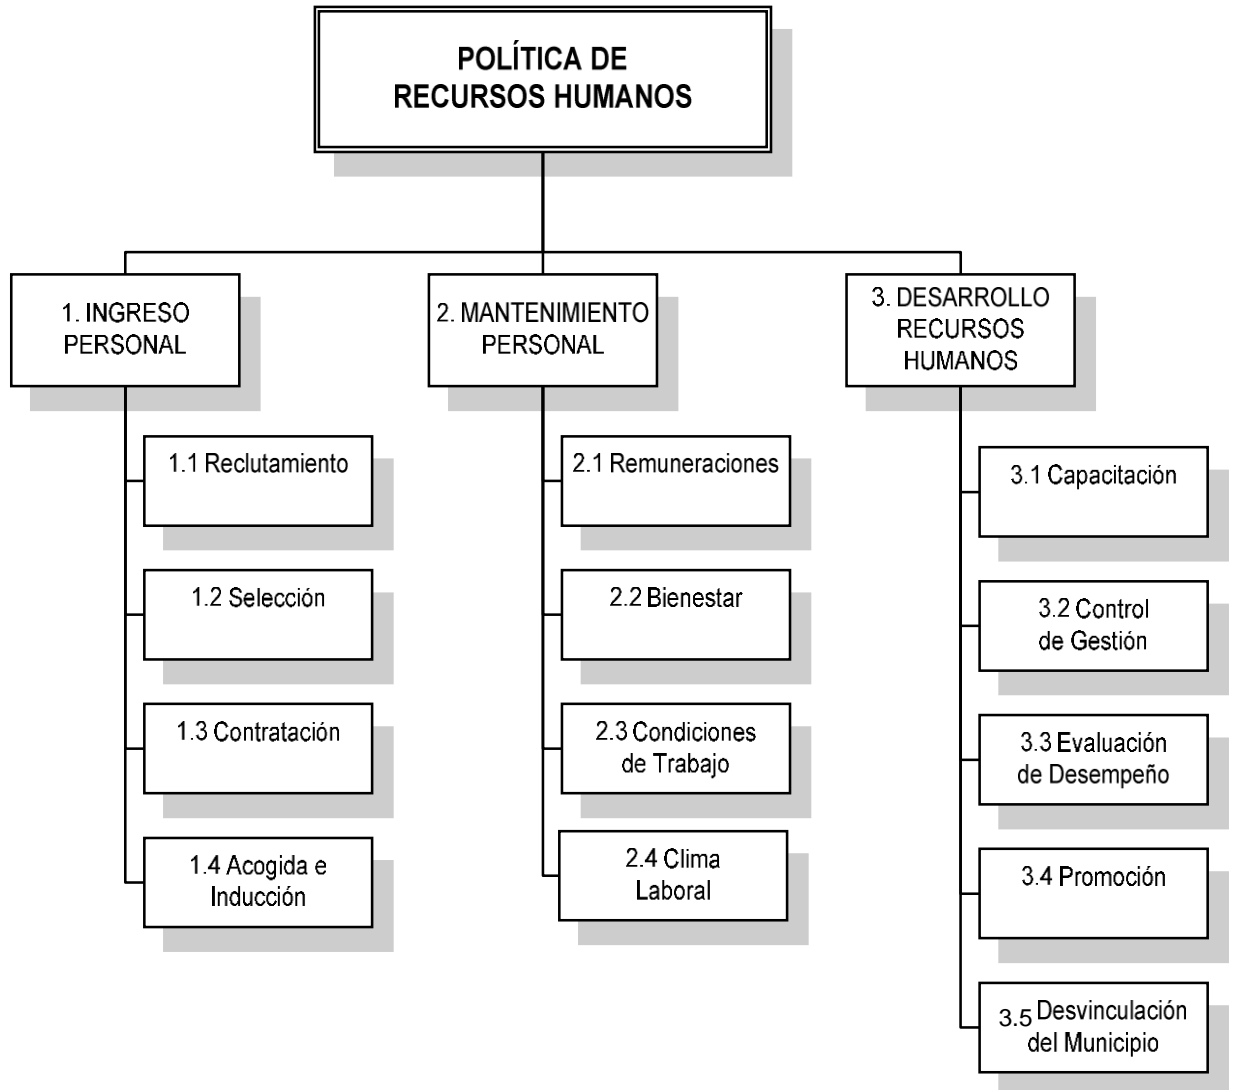 POLÍTICA DE
RECURSOS HUMANOS
1. INGRESO
PERSONAL
1.1 Reclutamiento
1.2 Selección
1.3 Contratación
1.4 Acogida e
Inducción
2. MANTENIMIENTO
PERSONAL
2.1 Remuneraciones
2.2 Bienestar
2.3 Condiciones
de Trabajo
2.4 Clima
Laboral
3. DESARROLLO
RECURSOS
HUMANOS
3.1 Capacitación
3.2 Control
de Gestión
3.3 Evaluación
de Desempeño
3.4 Promoción
3.5 Desvinculación
del Municipio